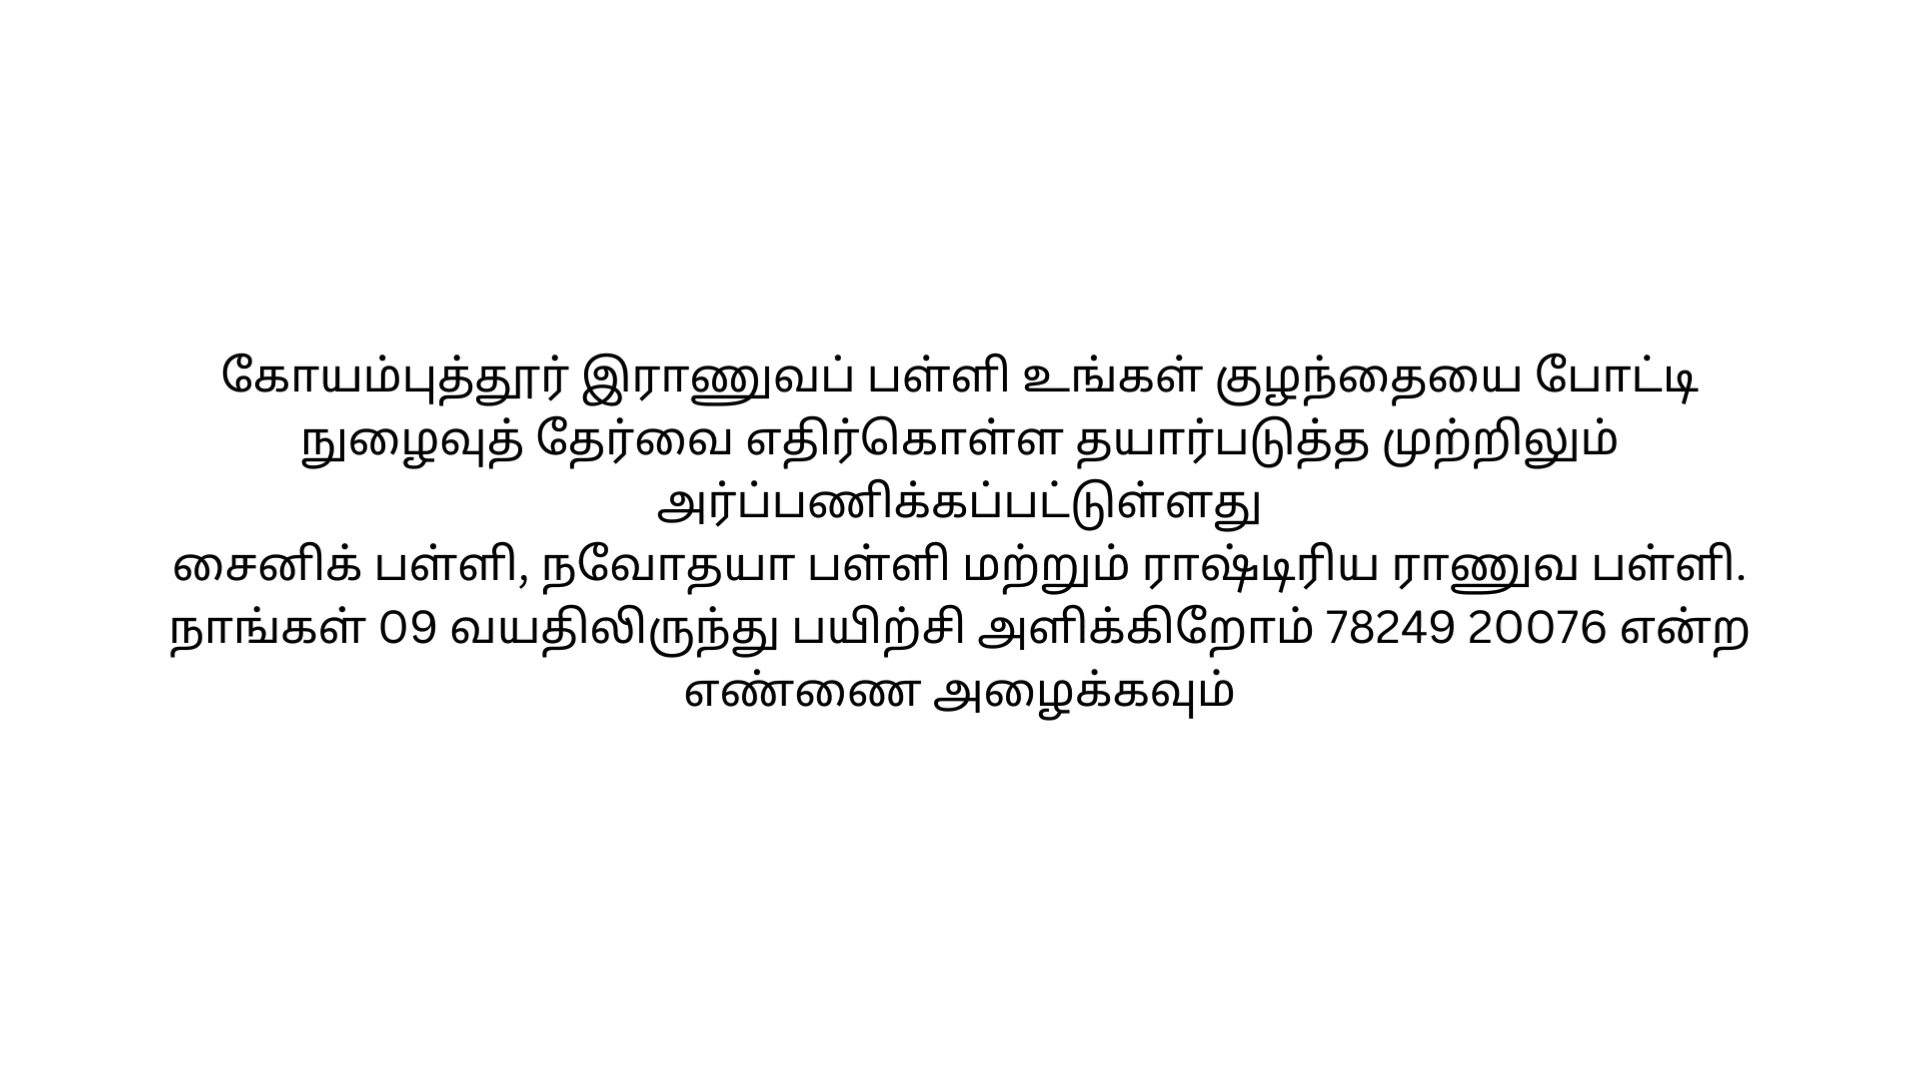 கோயம்புத்தூர் இராணுவப் பள்ளி உங்கள் குழந்தையை போட்டி
நுழைவுத் தேர்வை எதிர்கொள்ள தயார்படுத்த முற்றிலும்
அர்ப்பணிக்கப்பட்டுள்ளது
சைனிக் பள்ளி, நவோதயா பள்ளி மற்றும் ராஷ்டிரிய ராணுவ பள்ளி.
நாங்கள் 09 வயதிலிருந்து பயிற்சி அளிக்கிறோம் 78249 20076 என்ற
எண்ணை அழைக்கவும்